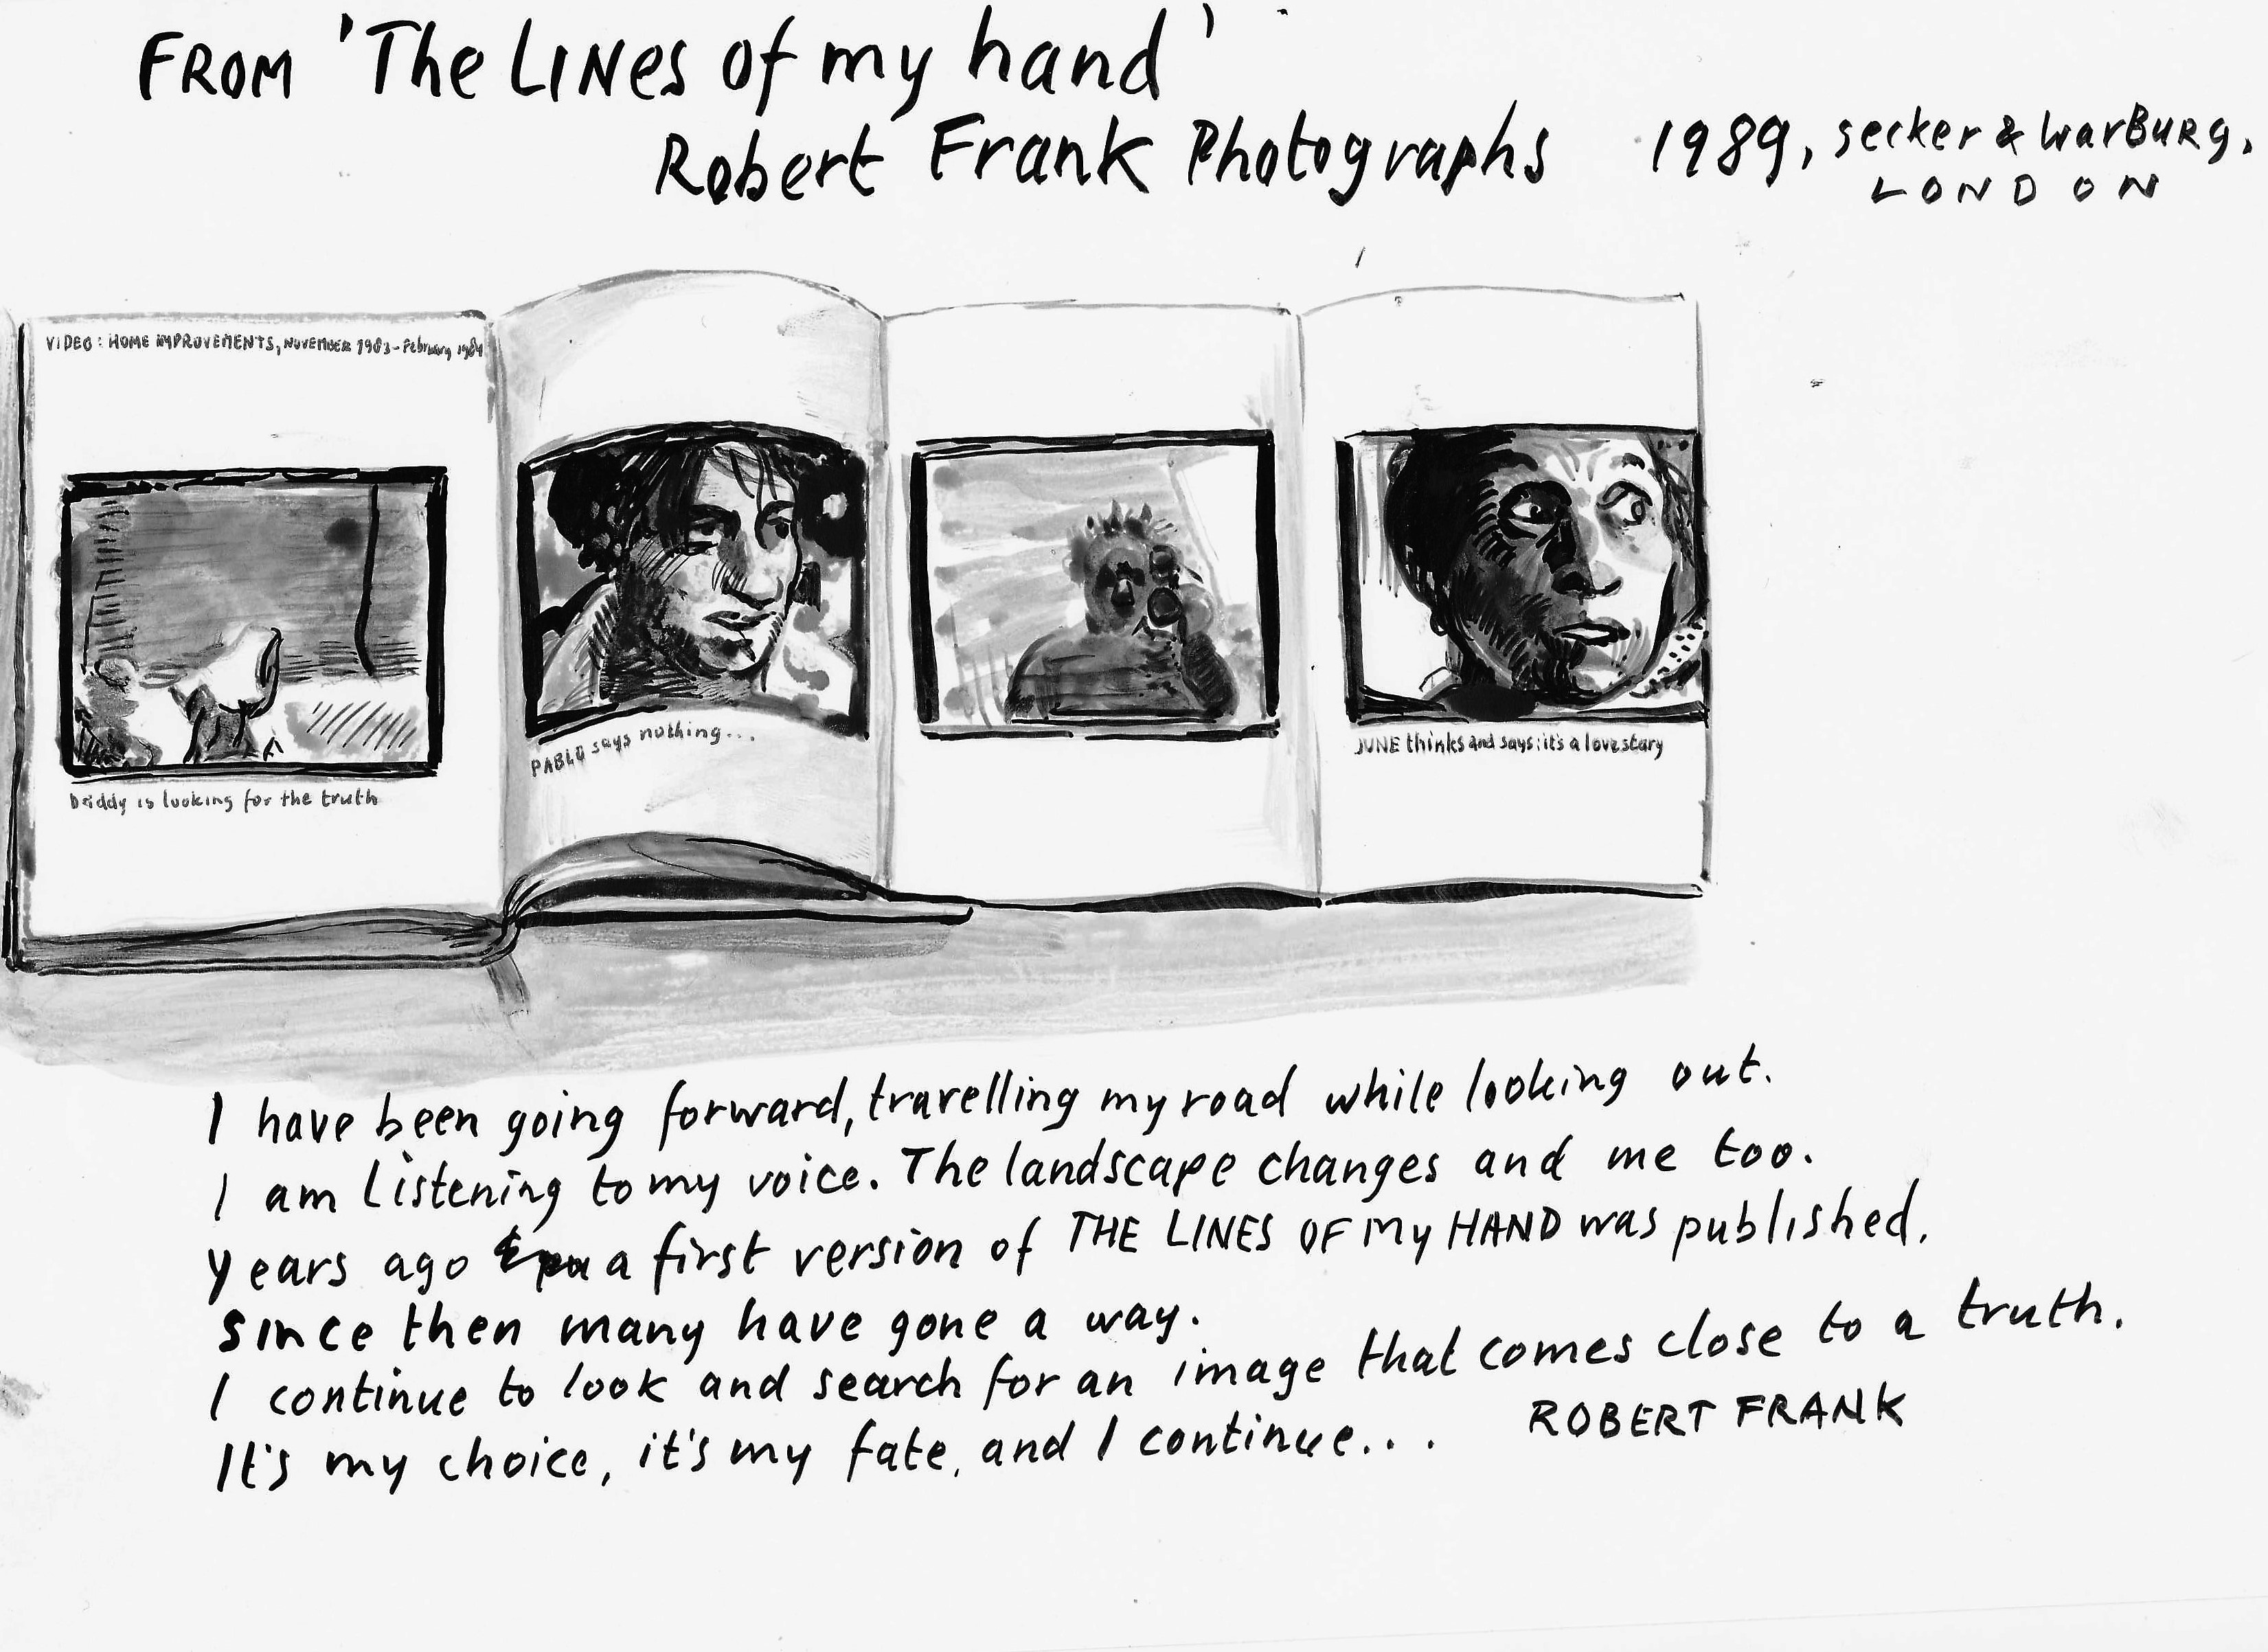 FROM 'The LINes of my hand'
Robert Frank Photographs 1989, secker & WarBURG,
LONDON
VIDEO: HOME IMPROVEMENTS, NOVEMBER 1983 - February 1984
Daddy is looking for the truth
PABLO says nothing...
JUNE thinks and says: it's a lovestory
I have been going forward, travelling my road while looking out.
I am Listening to my voice. The landscape changes and me too.
years ago a first version of THE LINES OF My HAND was published.
since then many have gone a way.
I continue to look and search for an image that comes close to a truth.
It's my choice, it's my fate, and I continue...
ROBERT FRANK